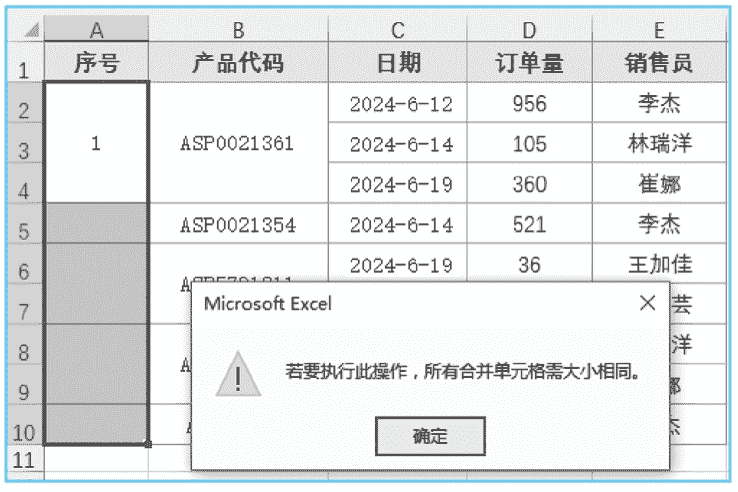 A B C D E
1 序号 产品代码 日期 订单量 销售员
2 2024-6-12 956 李杰
3 1 ASP0021361 2024-6-14 105 林瑞洋
4 2024-6-19 360 崔娜
5 ASP0021354 2024-6-14 521 李杰
6 2024-6-19 36 王加佳
7 芸
8 洋
9 娜
10 杰
11
Microsoft Excel
若要执行此操作，所有合并单元格需大小相同。
确定